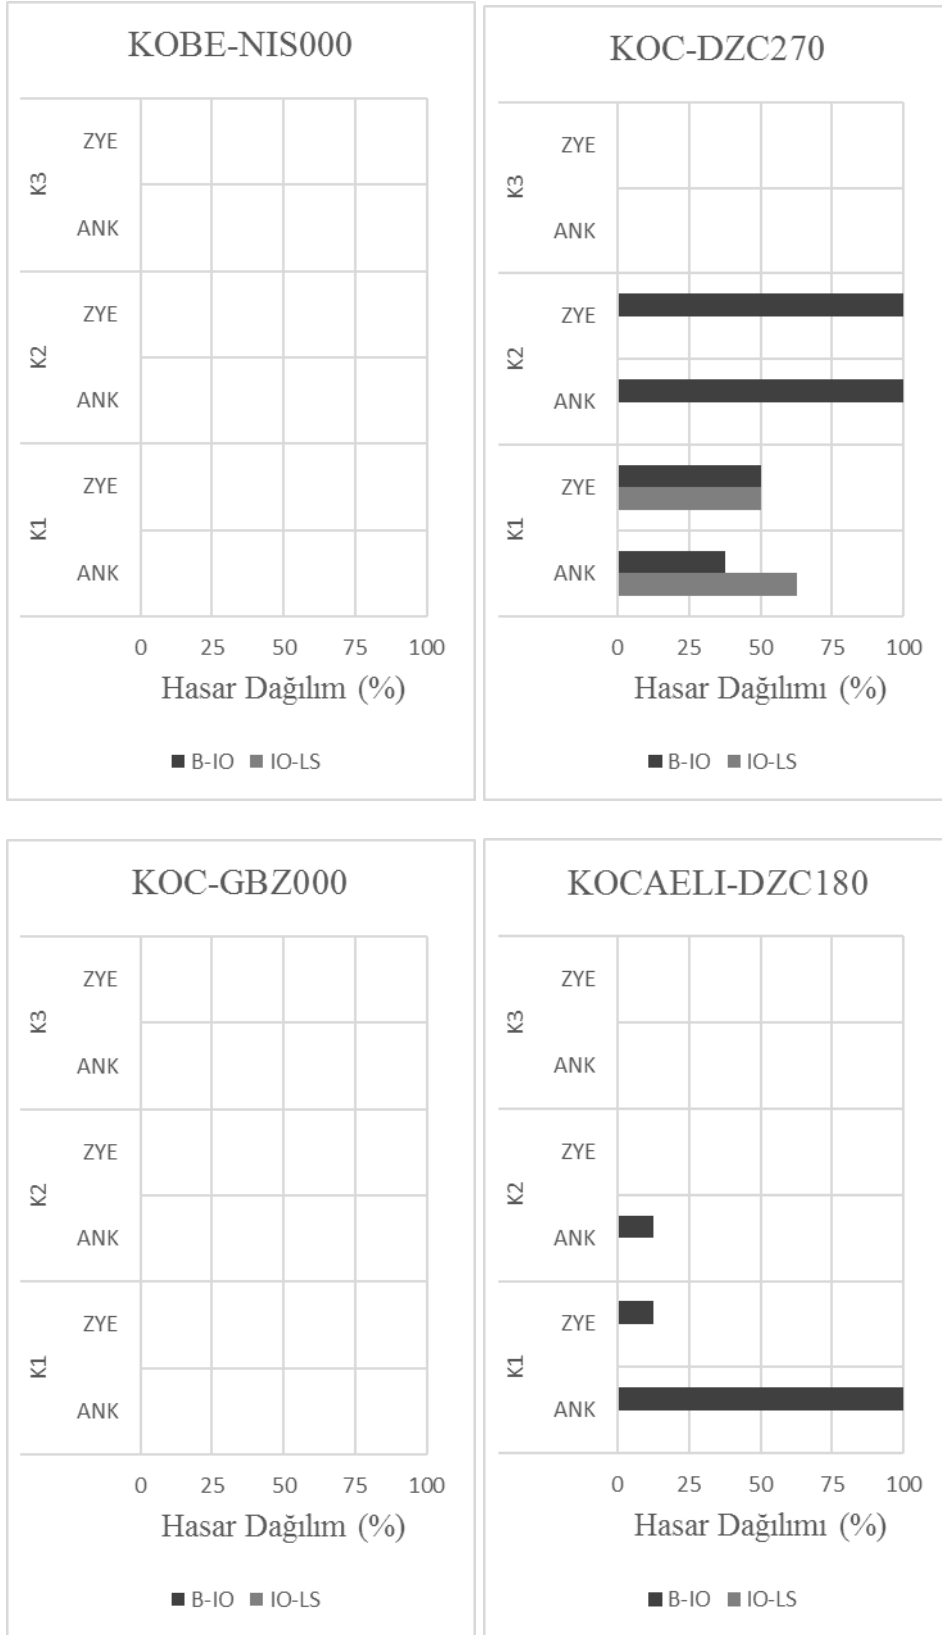 KOBE-NIS000
K3
ZYE
ANK
K2
ZYE
ANK
K1
ZYE
ANK
0 25 50 75 100
Hasar Dağılım (%)
B-IO IO-LS
KOC-DZC270
K3
ZYE
ANK
K2
ZYE
ANK
K1
ZYE
ANK
0 25 50 75 100
Hasar Dağılımı (%)
B-IO IO-LS
KOC-GBZ000
K3
ZYE
ANK
K2
ZYE
ANK
K1
ZYE
ANK
0 25 50 75 100
Hasar Dağılım (%)
B-IO IO-LS
KOCAELI-DZC180
K3
ZYE
ANK
K2
ZYE
ANK
K1
ZYE
ANK
0 25 50 75 100
Hasar Dağılımı (%)
B-IO IO-LS